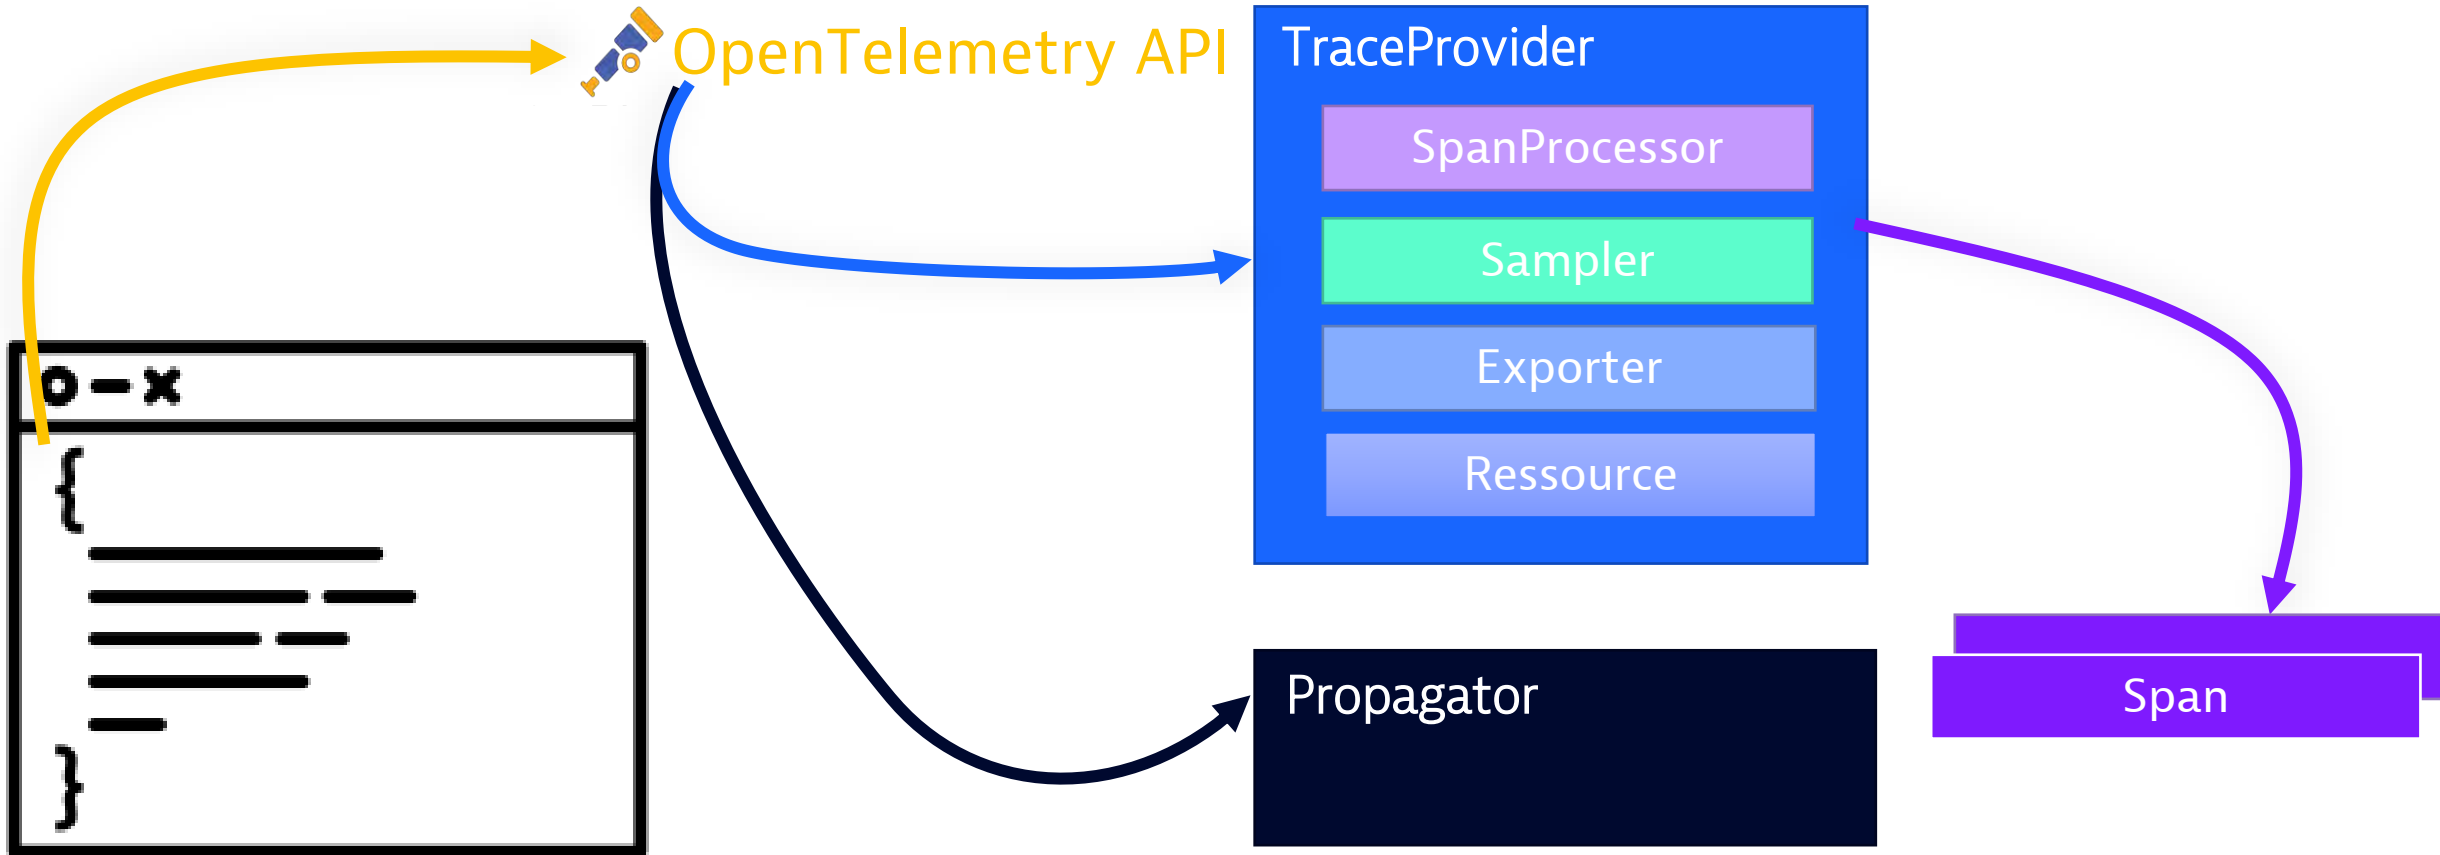 OpenTelemetry API
TraceProvider
SpanProcessor
Sampler
Exporter
Ressource
Propagator
Span